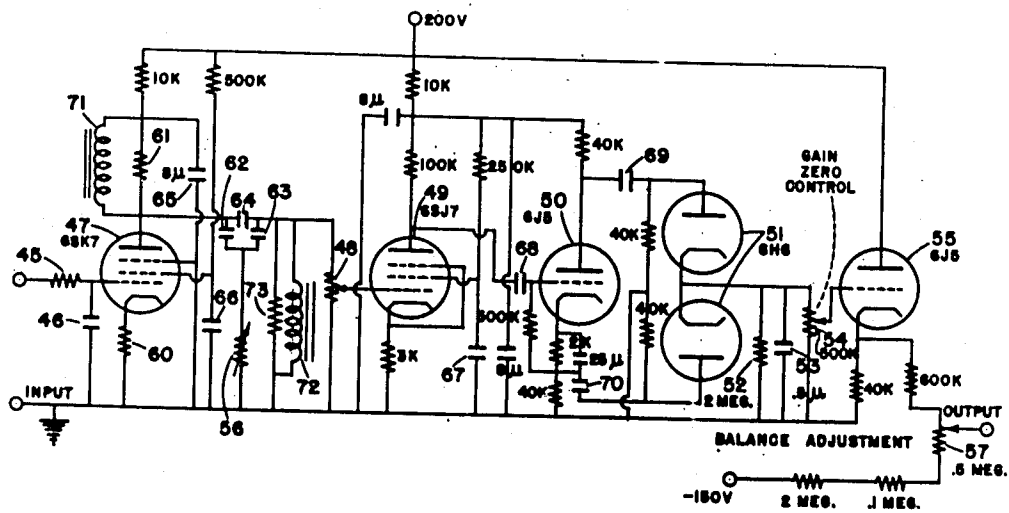 200V
10K
500K
10K
71
61
62
63
8μ
65
64
8μ
100K
49
6SJ7
250K
40K
69
GAIN
ZERO
CONTROL
47
6SK7
45
46
60
66
73
72
48
68
50
6J5
40K
51
6H6
55
6J5
500K
3K
67
8μ
2K
25μ
40K
70
40K
52
.2 MEG.
53
.5μ
54
500K
40K
600K
INPUT
56
BALANCE ADJUSTMENT
OUTPUT
57
.5 MEG.
-150V
2 MEG.
.1 MEG.